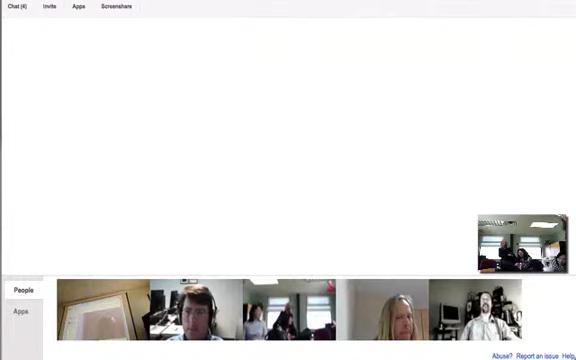 Chat (4) Invite Apps Screenshare
People
Apps
Abuse? Report an issue Help